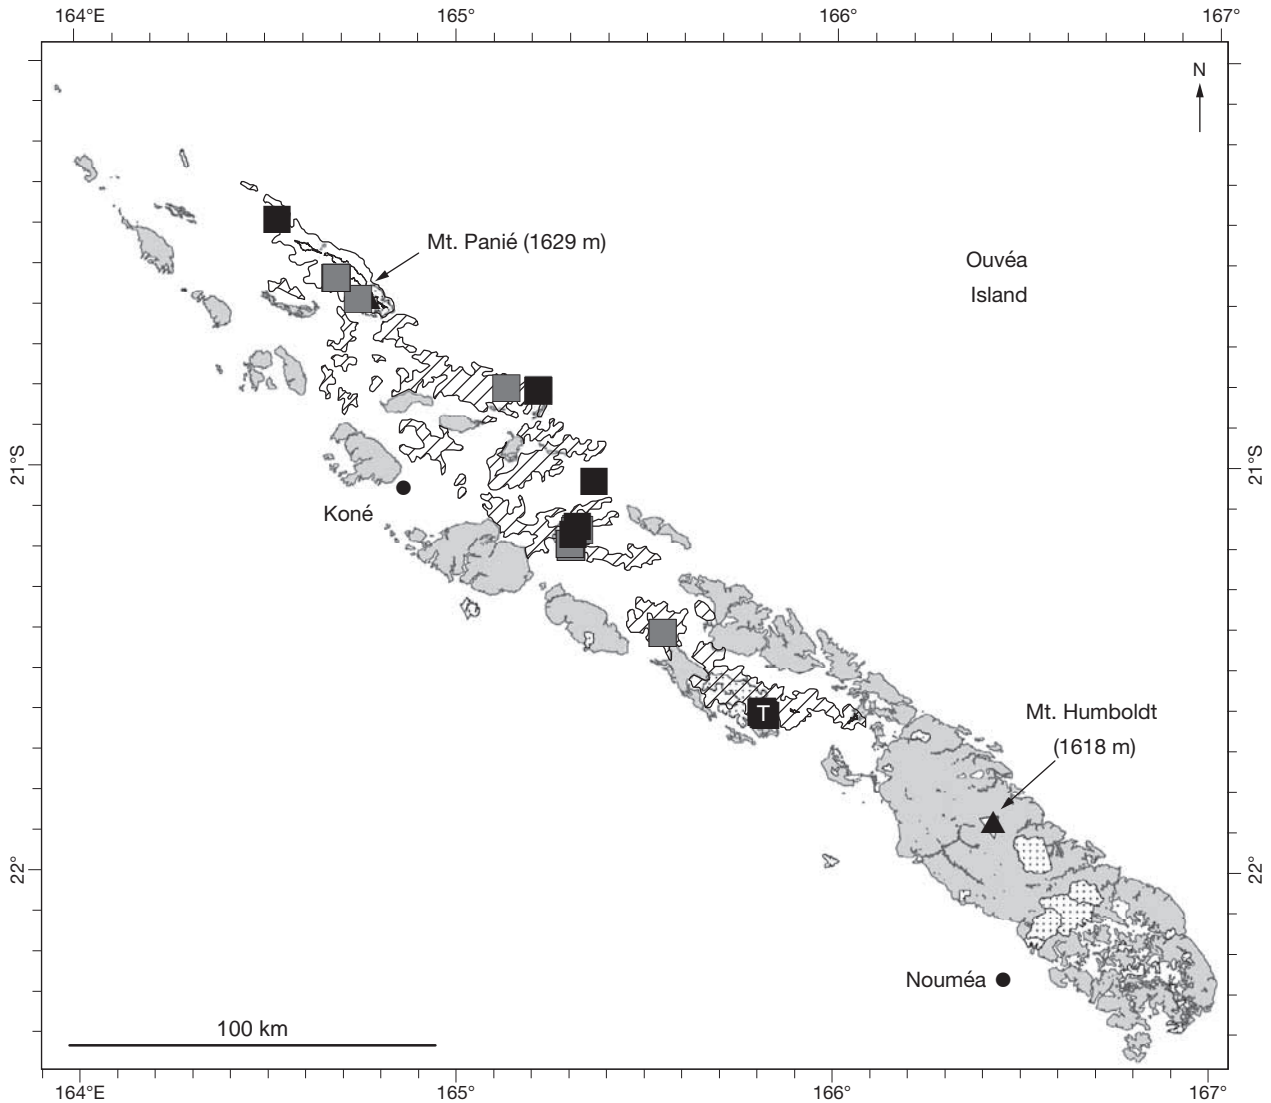 164°E 165° 166° 167°
N
Mt. Panié (1629 m)
Ouvéa
Island
21°S 21°S
Koné
T
Mt. Humboldt
(1618 m)
22° 22°
Nouméa
100 km
164°E 165° 166° 167°